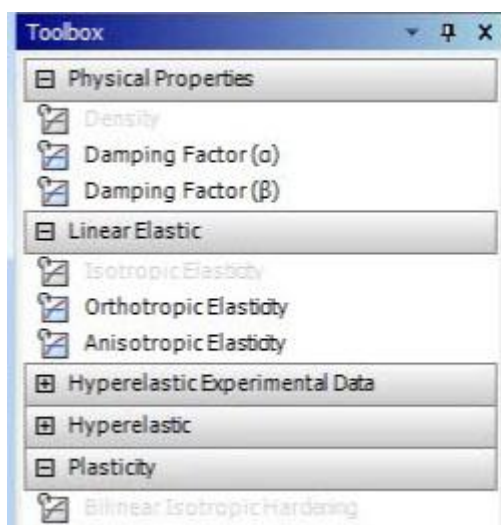 Toolbox
Physical Properties
Density
Damping Factor (α)
Damping Factor (β)
Linear Elastic
Isotropic Elasticity
Orthotropic Elasticity
Anisotropic Elasticity
Hyperelastic Experimental Data
Hyperelastic
Plasticity
Bilinear Isotropic Hardening